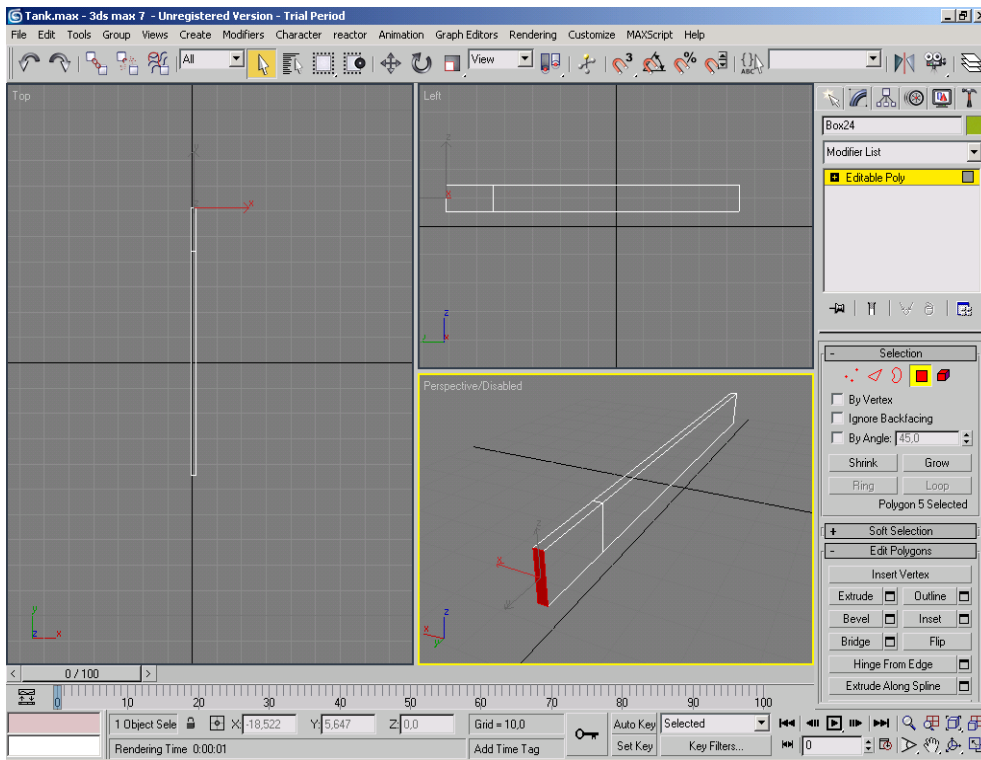 Tank.max - 3ds max 7 - Unregistered Version - Trial Period
File Edit Tools Group Views Create Modifiers Character reactor Animation Graph Editors Rendering Customize MAXScript Help
All View 3 % {} ABC
Top Left
Box24
Modifier List
Editable Poly
x
x
z
y
z x
Perspective/Disabled
- Selection
By Vertex
Ignore Backfacing
By Angle: 45,0
Shrink Grow
Ring Loop
Polygon 5 Selected
+ Soft Selection
- Edit Polygons
Insert Vertex
Extrude Outline
Bevel Inset
Bridge Flip
Hinge From Edge
Extrude Along Spline
< 0 / 100 >
0 10 20 30 40 50 60 70 80 90 100
1 Object Sele X: -18,522 Y: 5,647 Z: 0,0 Grid = 10,0 Auto Key Selected
Rendering Time 0:00:01 Add Time Tag Set Key Key Filters... 0